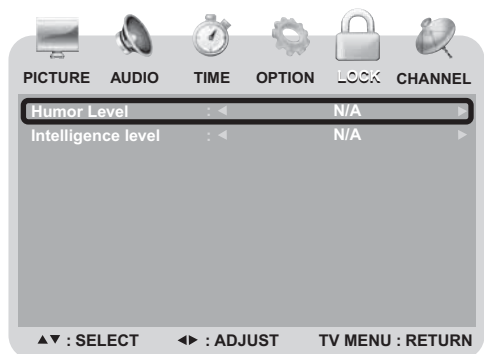 PICTURE AUDIO TIME OPTION LOCK CHANNEL
Humor Level : ◀ N/A ▶
Intelligence level : ◀ N/A ▶
▲▼ : SELECT ◀▶ : ADJUST TV MENU : RETURN